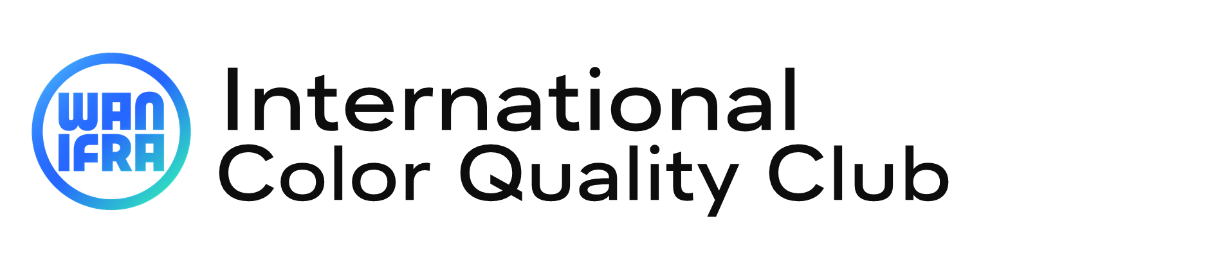 WAN
IFRA
International
Color Quality Club